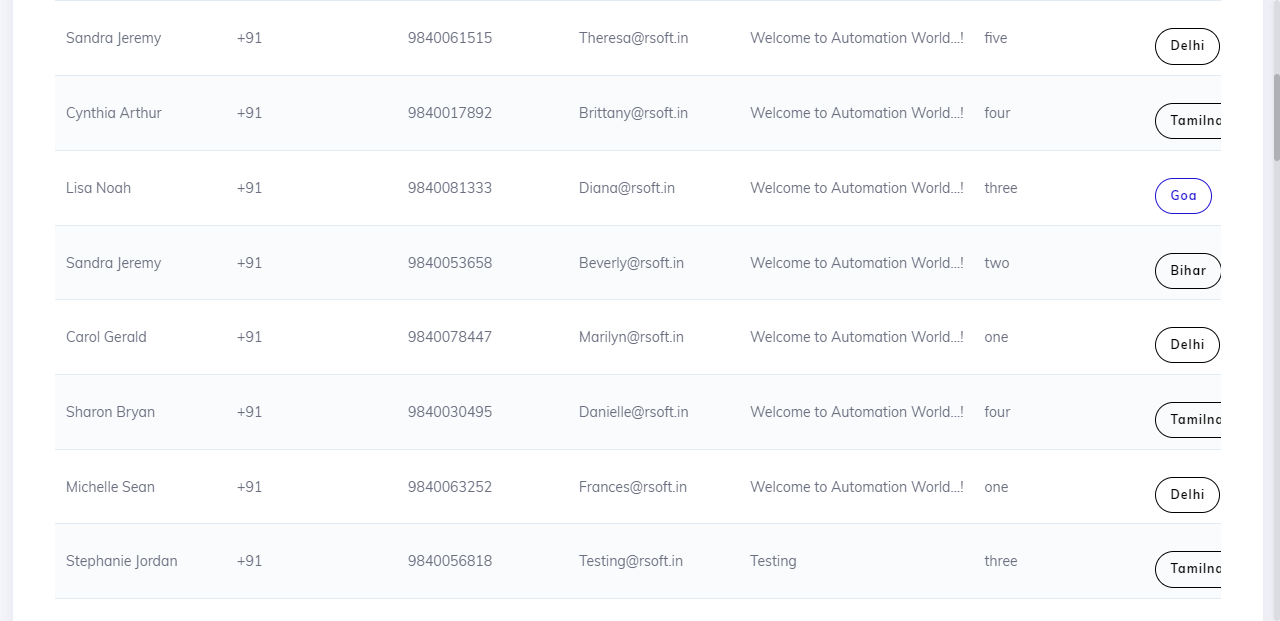 Sandra Jeremy +91 9840061515 Theresa@rsoft.in Welcome to Automation World...! five Delhi
Cynthia Arthur +91 9840017892 Brittany@rsoft.in Welcome to Automation World...! four Tamilna
Lisa Noah +91 9840081333 Diana@rsoft.in Welcome to Automation World...! three Goa
Sandra Jeremy +91 9840053658 Beverly@rsoft.in Welcome to Automation World...! two Bihar
Carol Gerald +91 9840078447 Marilyn@rsoft.in Welcome to Automation World...! one Delhi
Sharon Bryan +91 9840030495 Danielle@rsoft.in Welcome to Automation World...! four Tamilna
Michelle Sean +91 9840063252 Frances@rsoft.in Welcome to Automation World...! one Delhi
Stephanie Jordan +91 9840056818 Testing@rsoft.in Testing three Tamilna